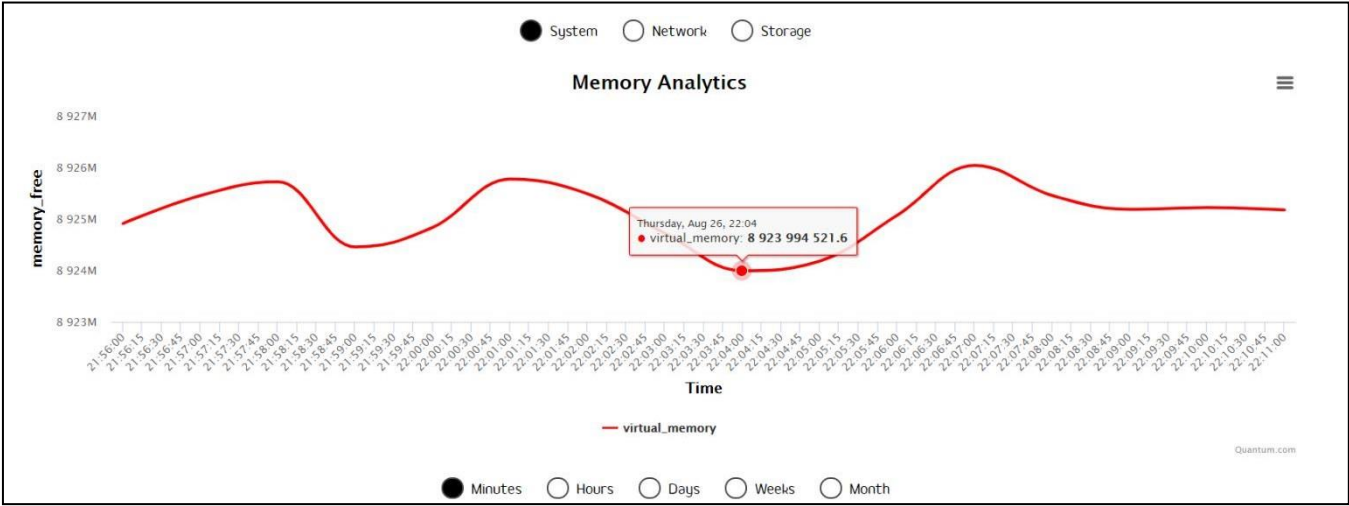 System Network Storage
Memory Analytics
8 927M
8 926M
8 925M
8 924M
8 923M
memory_free
Thursday, Aug 26, 22:04
virtual_memory: 8 923 994 521.6
21:56:00 21:56:15 21:56:30 21:56:45 21:57:00 21:57:15 21:57:30 21:57:45 21:58:00 21:58:15 21:58:30 21:58:45 21:59:00 21:59:15 21:59:30 21:59:45 22:00:00 22:00:15 22:00:30 22:00:45 22:01:00 22:01:15 22:01:30 22:01:45 22:02:00 22:02:15 22:02:30 22:02:45 22:03:00 22:03:15 22:03:30 22:03:45 22:04:00 22:04:15 22:04:30 22:04:45 22:05:00 22:05:15 22:05:30 22:05:45 22:06:00 22:06:15 22:06:30 22:06:45 22:07:00 22:07:15 22:07:30 22:07:45 22:08:00 22:08:15 22:08:30 22:08:45 22:09:00 22:09:15 22:09:30 22:09:45 22:10:00 22:10:15 22:10:30 22:10:45 22:11:00
Time
virtual_memory
Quantum.com
Minutes Hours Days Weeks Month